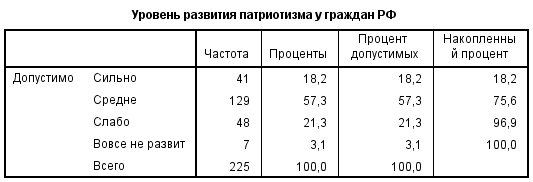 Уровень развития патриотизма у граждан РФ
Частота Проценты Процент допустимых Накопленны й процент
Допустимо Сильно 41 18,2 18,2 18,2
Средне 129 57,3 57,3 75,6
Слабо 48 21,3 21,3 96,9
Вовсе не развит 7 3,1 3,1 100,0
Всего 225 100,0 100,0